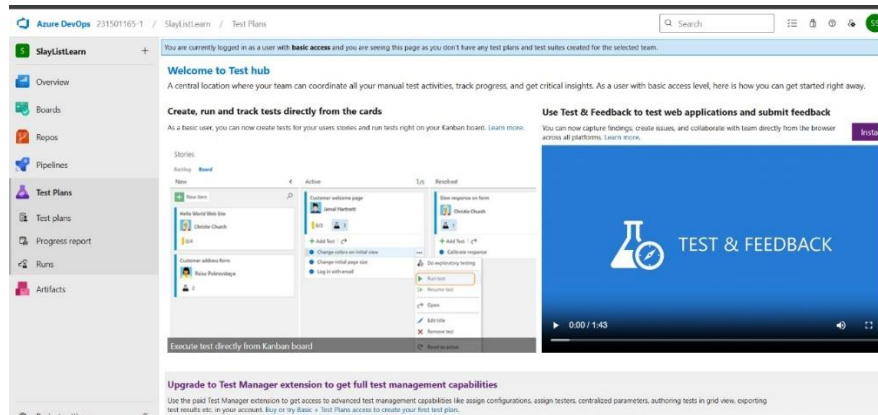 Azure DevOps 231501165-1 / SlayListLearn / Test Plans
Search
SS
S SlayListLearn +
Overview
Boards
Repos
Pipelines
Test Plans
Test plans
Progress report
Runs
Artifacts
You are currently logged in as a user with basic access and you are seeing this page as you don't have any test plans and test suites created for the selected team.
Welcome to Test hub
A central location where your team can coordinate all your manual test activities, track progress, and get critical insights. As a user with basic access level, here is how you can get started right away.
Create, run and track tests directly from the cards
As a basic user, you can now create tests for your users stories and run tests right on your Kanban board. Learn more.
Stories
Backlog Board
New
Active
Resolved
New item
Hello World Web Site
Christie Church
0/4
Customer address form
Raisa Pokrovskaya
Customer welcome page
Jamal Hartnett
+ Add Test
Change colors on initial view
Change initial page size
Log in with email
Slow response on form
Christie Church
+ Add Test
Calibrate response
Do exploratory testing
Run test
Resume test
Open
Edit title
Remove test
Reset to active
Execute test directly from Kanban board
Use Test & Feedback to test web applications and submit feedback
You can now capture findings, create issues, and collaborate with team directly from the browser
across all platforms. Learn more.
Insta
TEST & FEEDBACK
0:00 / 1:43
Upgrade to Test Manager extension to get full test management capabilities
Use the paid Test Manager extension to get access to advanced test management capabilities like assign configurations, assign testers, centralized parameters, authoring tests in grid view, exporting
test results etc. in your account. Buy or try Basic + Test Plans access to create your first test plan.